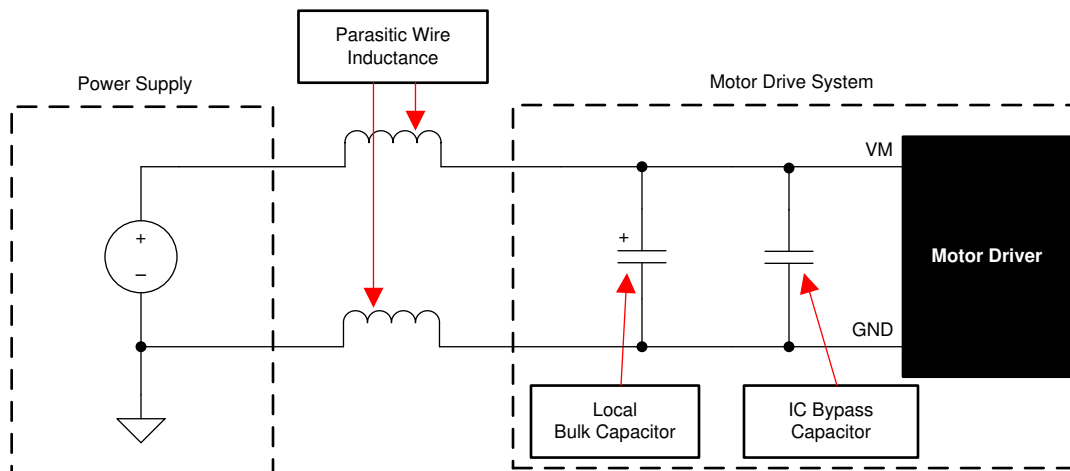 Parasitic Wire
Inductance
Power Supply
Motor Drive System
VM
+
−
+
Motor Driver
GND
Local
Bulk Capacitor
IC Bypass
Capacitor